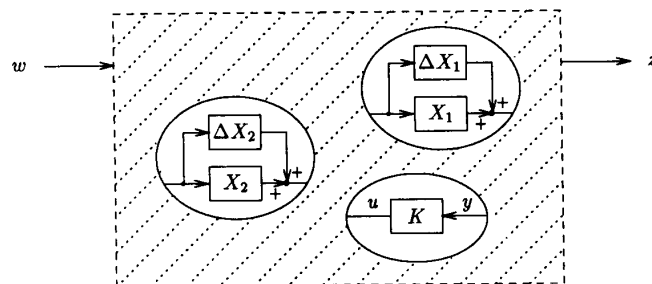 w
z
ΔX₁
X₁
+
+
ΔX₂
X₂
+
+
u
K
y